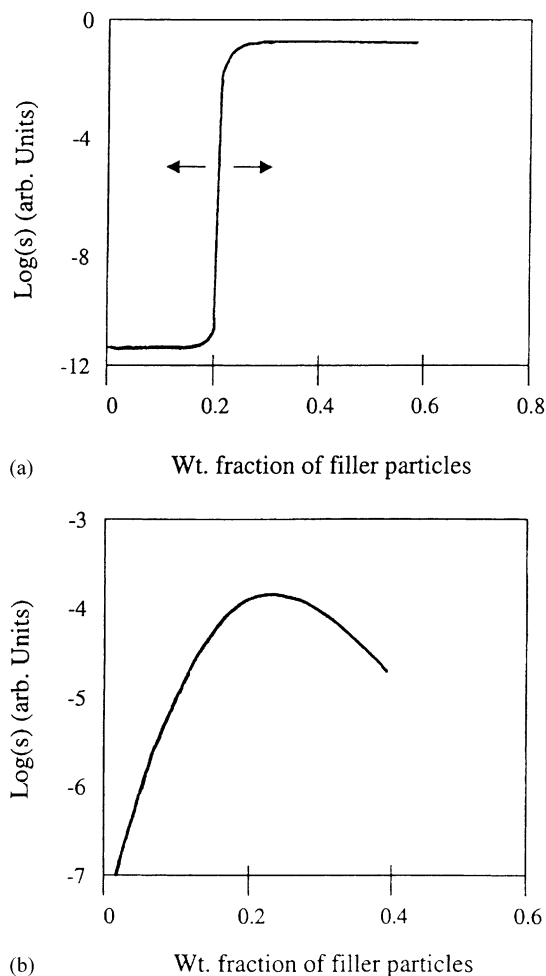 0
-4
-8
-12
Log(s) (arb. Units)
0 0.2 0.4 0.6 0.8
(a) Wt. fraction of filler particles
-3
-4
-5
-6
-7
Log(s) (arb. Units)
0 0.2 0.4 0.6
(b) Wt. fraction of filler particles